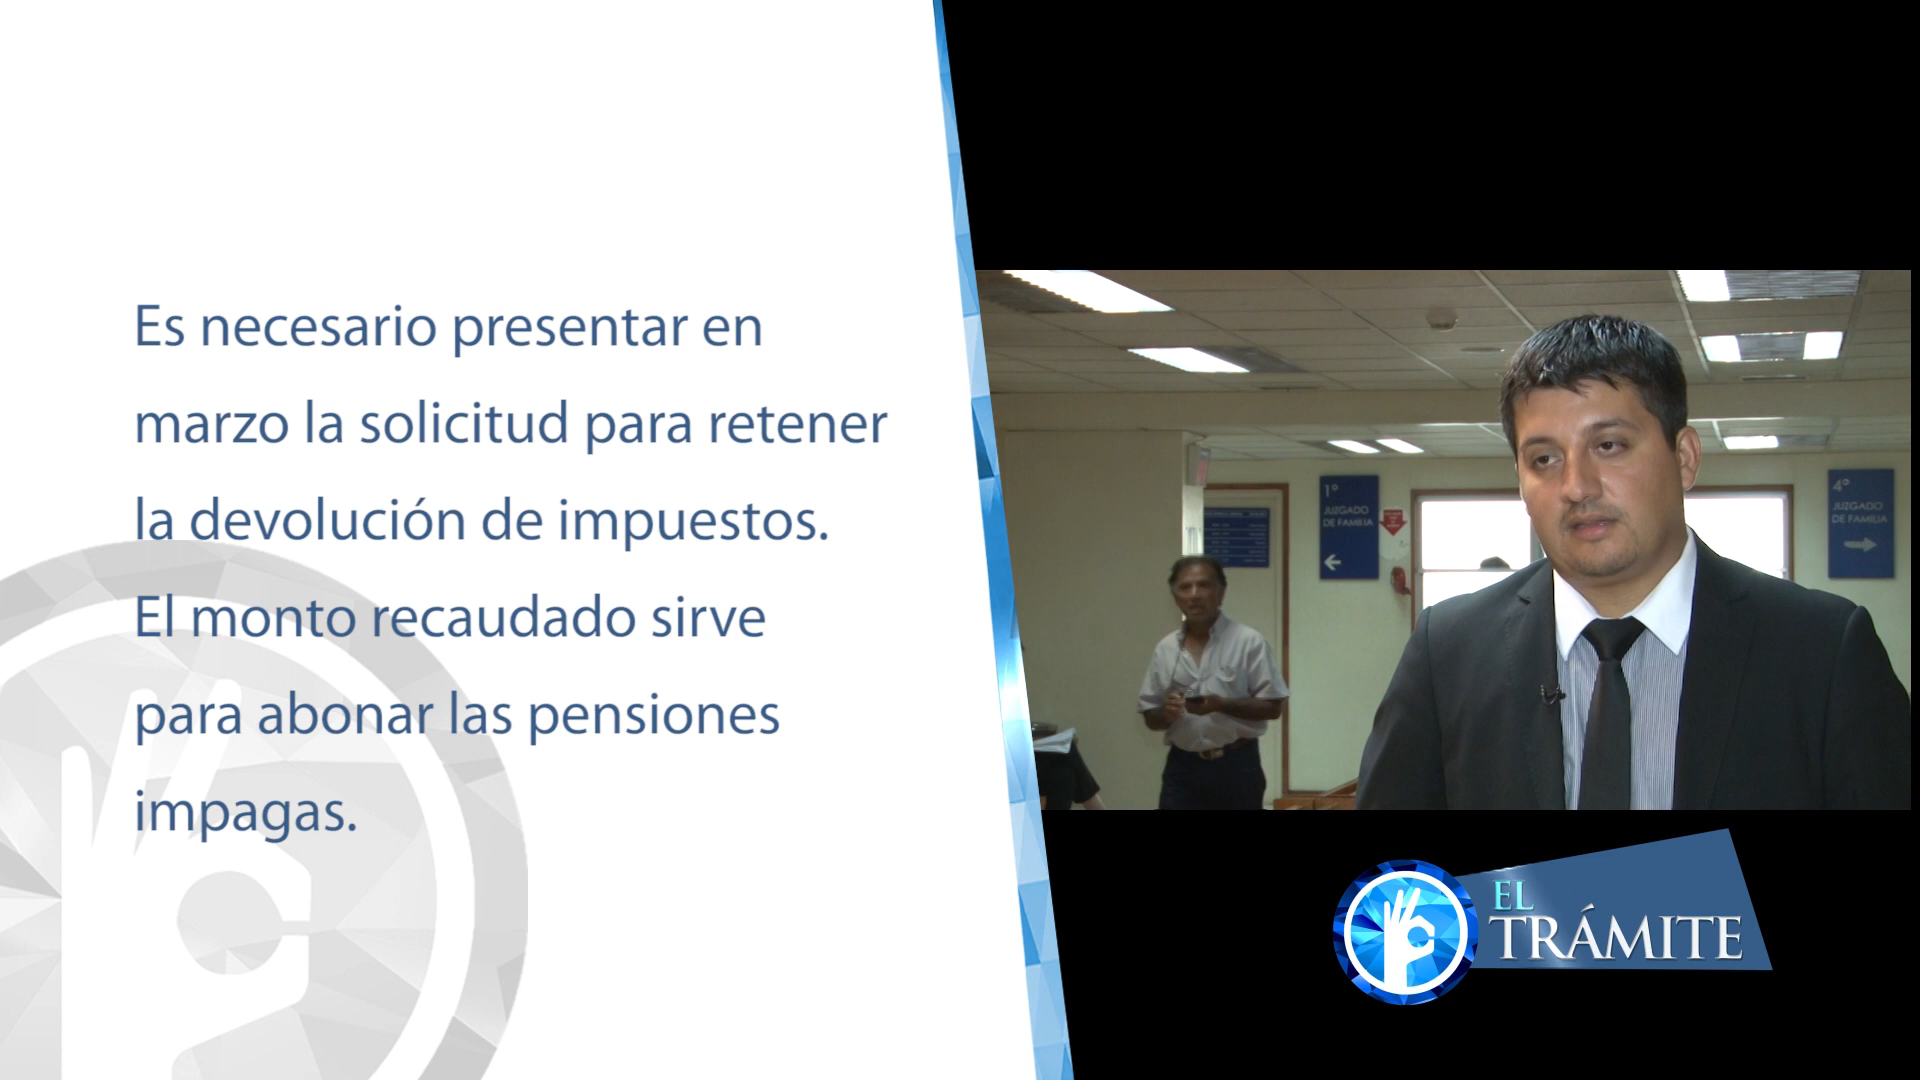 Es necesario presentar en
marzo la solicitud para retener
la devolución de impuestos.
El monto recaudado sirve
para abonar las pensiones
impagas.
1°
JUZGADO
DE FAMILIA
4°
JUZGADO
DE FAMILIA
EL
TRÁMITE